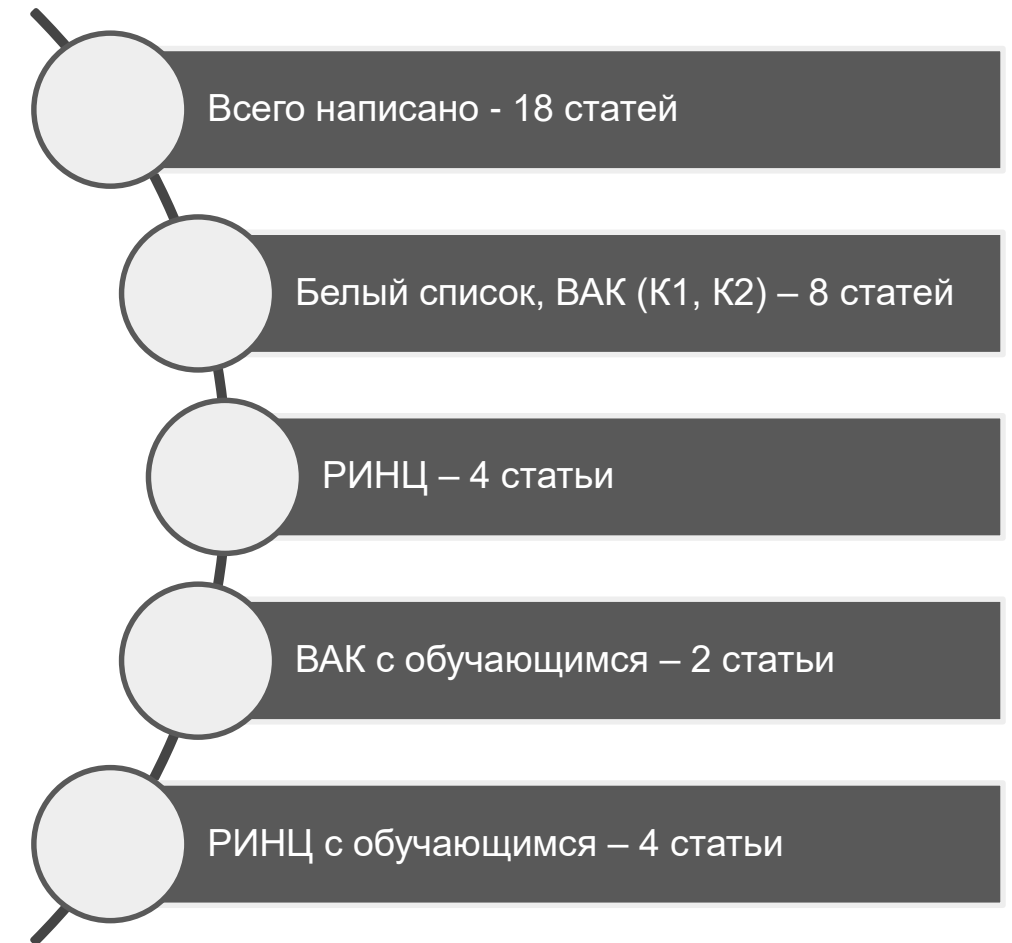 Всего написано - 18 статей
Белый список, ВАК (К1, К2) – 8 статей
РИНЦ – 4 статьи
ВАК с обучающимся – 2 статьи
РИНЦ с обучающимся – 4 статьи